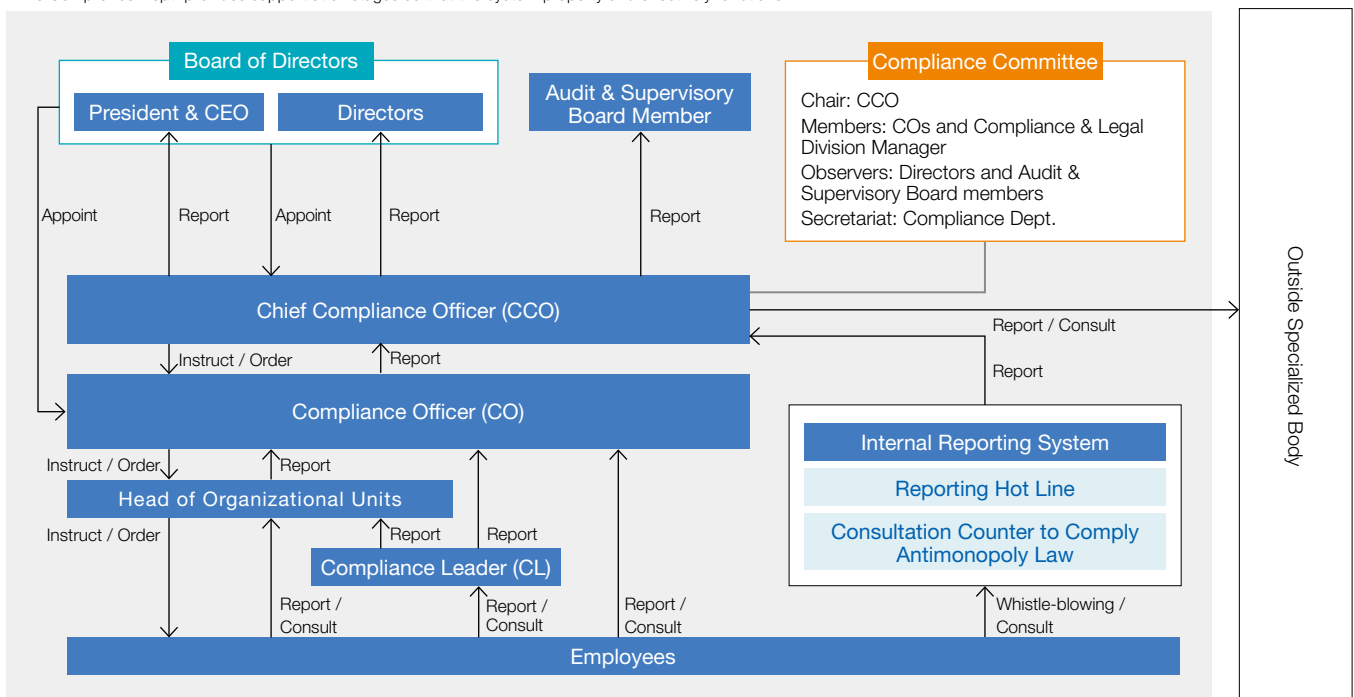 Board of Directors
President & CEO
Directors
Audit & Supervisory
Board Member
Compliance Committee
Chair: CCO
Members: COs and Compliance & Legal
Division Manager
Observers: Directors and Audit &
Supervisory Board members
Secretariat: Compliance Dept.
Appoint
Report
Appoint
Report
Report
Chief Compliance Officer (CCO)
Report / Consult
Instruct / Order
Report
Report
Compliance Officer (CO)
Internal Reporting System
Reporting Hot Line
Consultation Counter to Comply
Antimonopoly Law
Instruct / Order
Report
Head of Organizational Units
Instruct / Order
Report
Report
Compliance Leader (CL)
Report /
Consult
Report /
Consult
Report /
Consult
Whistle-blowing /
Consult
Employees
Outside Specialized Body